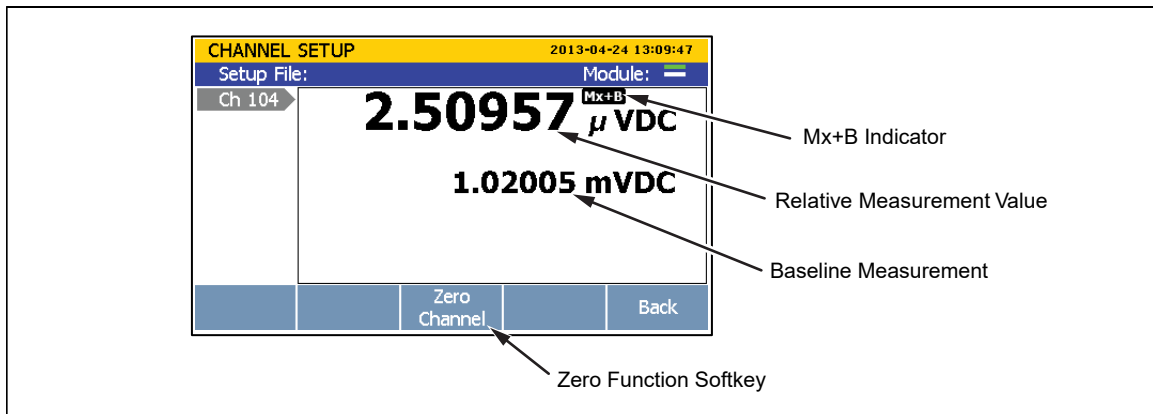 CHANNEL SETUP 2013-04-24 13:09:47
Setup File: Module:
Ch 104
2.50957 µ VDC
Mx+B
1.02005 mVDC
Zero
Channel
Back
Mx+B Indicator
Relative Measurement Value
Baseline Measurement
Zero Function Softkey